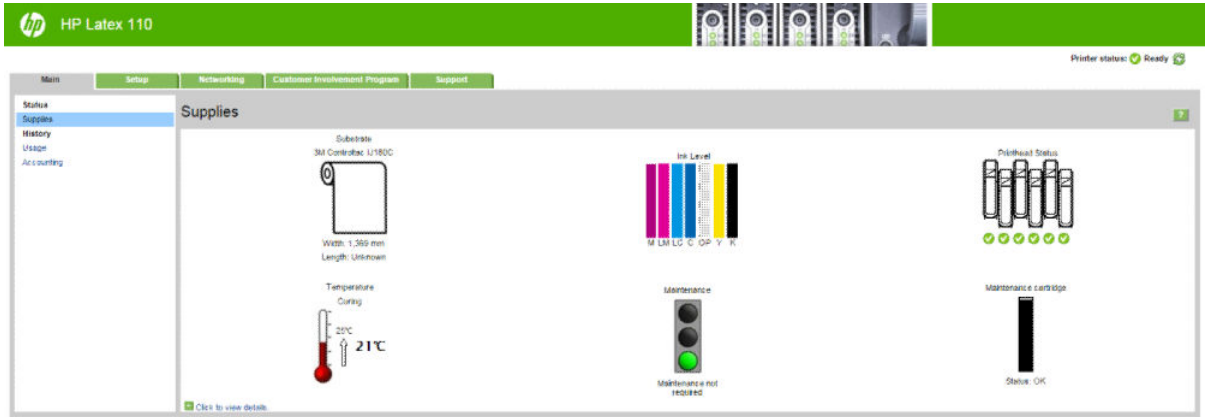 hp HP Latex 110
Printer status: Ready
Main Setup Networking Customer Involvement Program Support
Status
Supplies
History
Usage
Accounting
Supplies
?
Substrate
3M Controltac IJ180C
Width: 1,369 mm
Length: Unknown
Ink Level
M LM LC C OP Y K
Printhead Status
Temperature
Curing
25°C
21°C
Maintenance
Maintenance not
required
Maintenance cartridge
Status: OK
Click to view details.